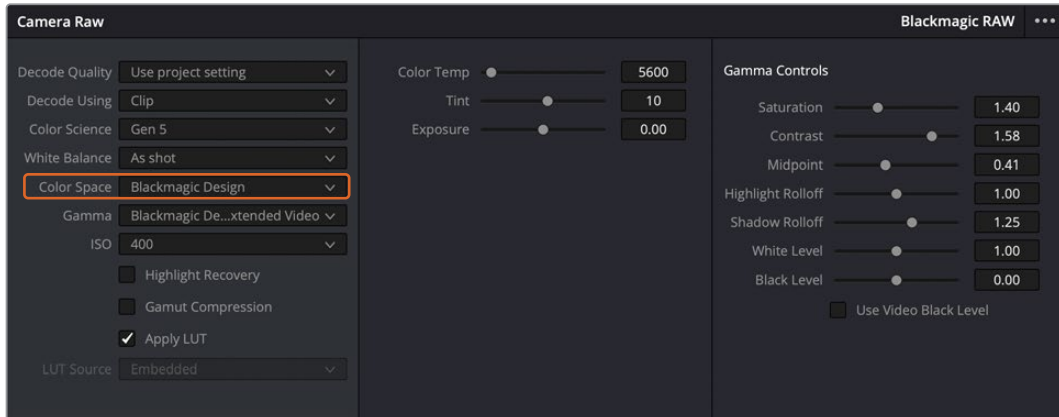 Camera Raw
Blackmagic RAW
Decode Quality Use project setting
Decode Using Clip
Color Science Gen 5
White Balance As shot
Color Space Blackmagic Design
Gamma Blackmagic De...xtended Video
ISO 400
Highlight Recovery
Gamut Compression
Apply LUT
LUT Source Embedded
Color Temp 5600
Tint 10
Exposure 0.00
Gamma Controls
Saturation 1.40
Contrast 1.58
Midpoint 0.41
Highlight Rolloff 1.00
Shadow Rolloff 1.25
White Level 1.00
Black Level 0.00
Use Video Black Level